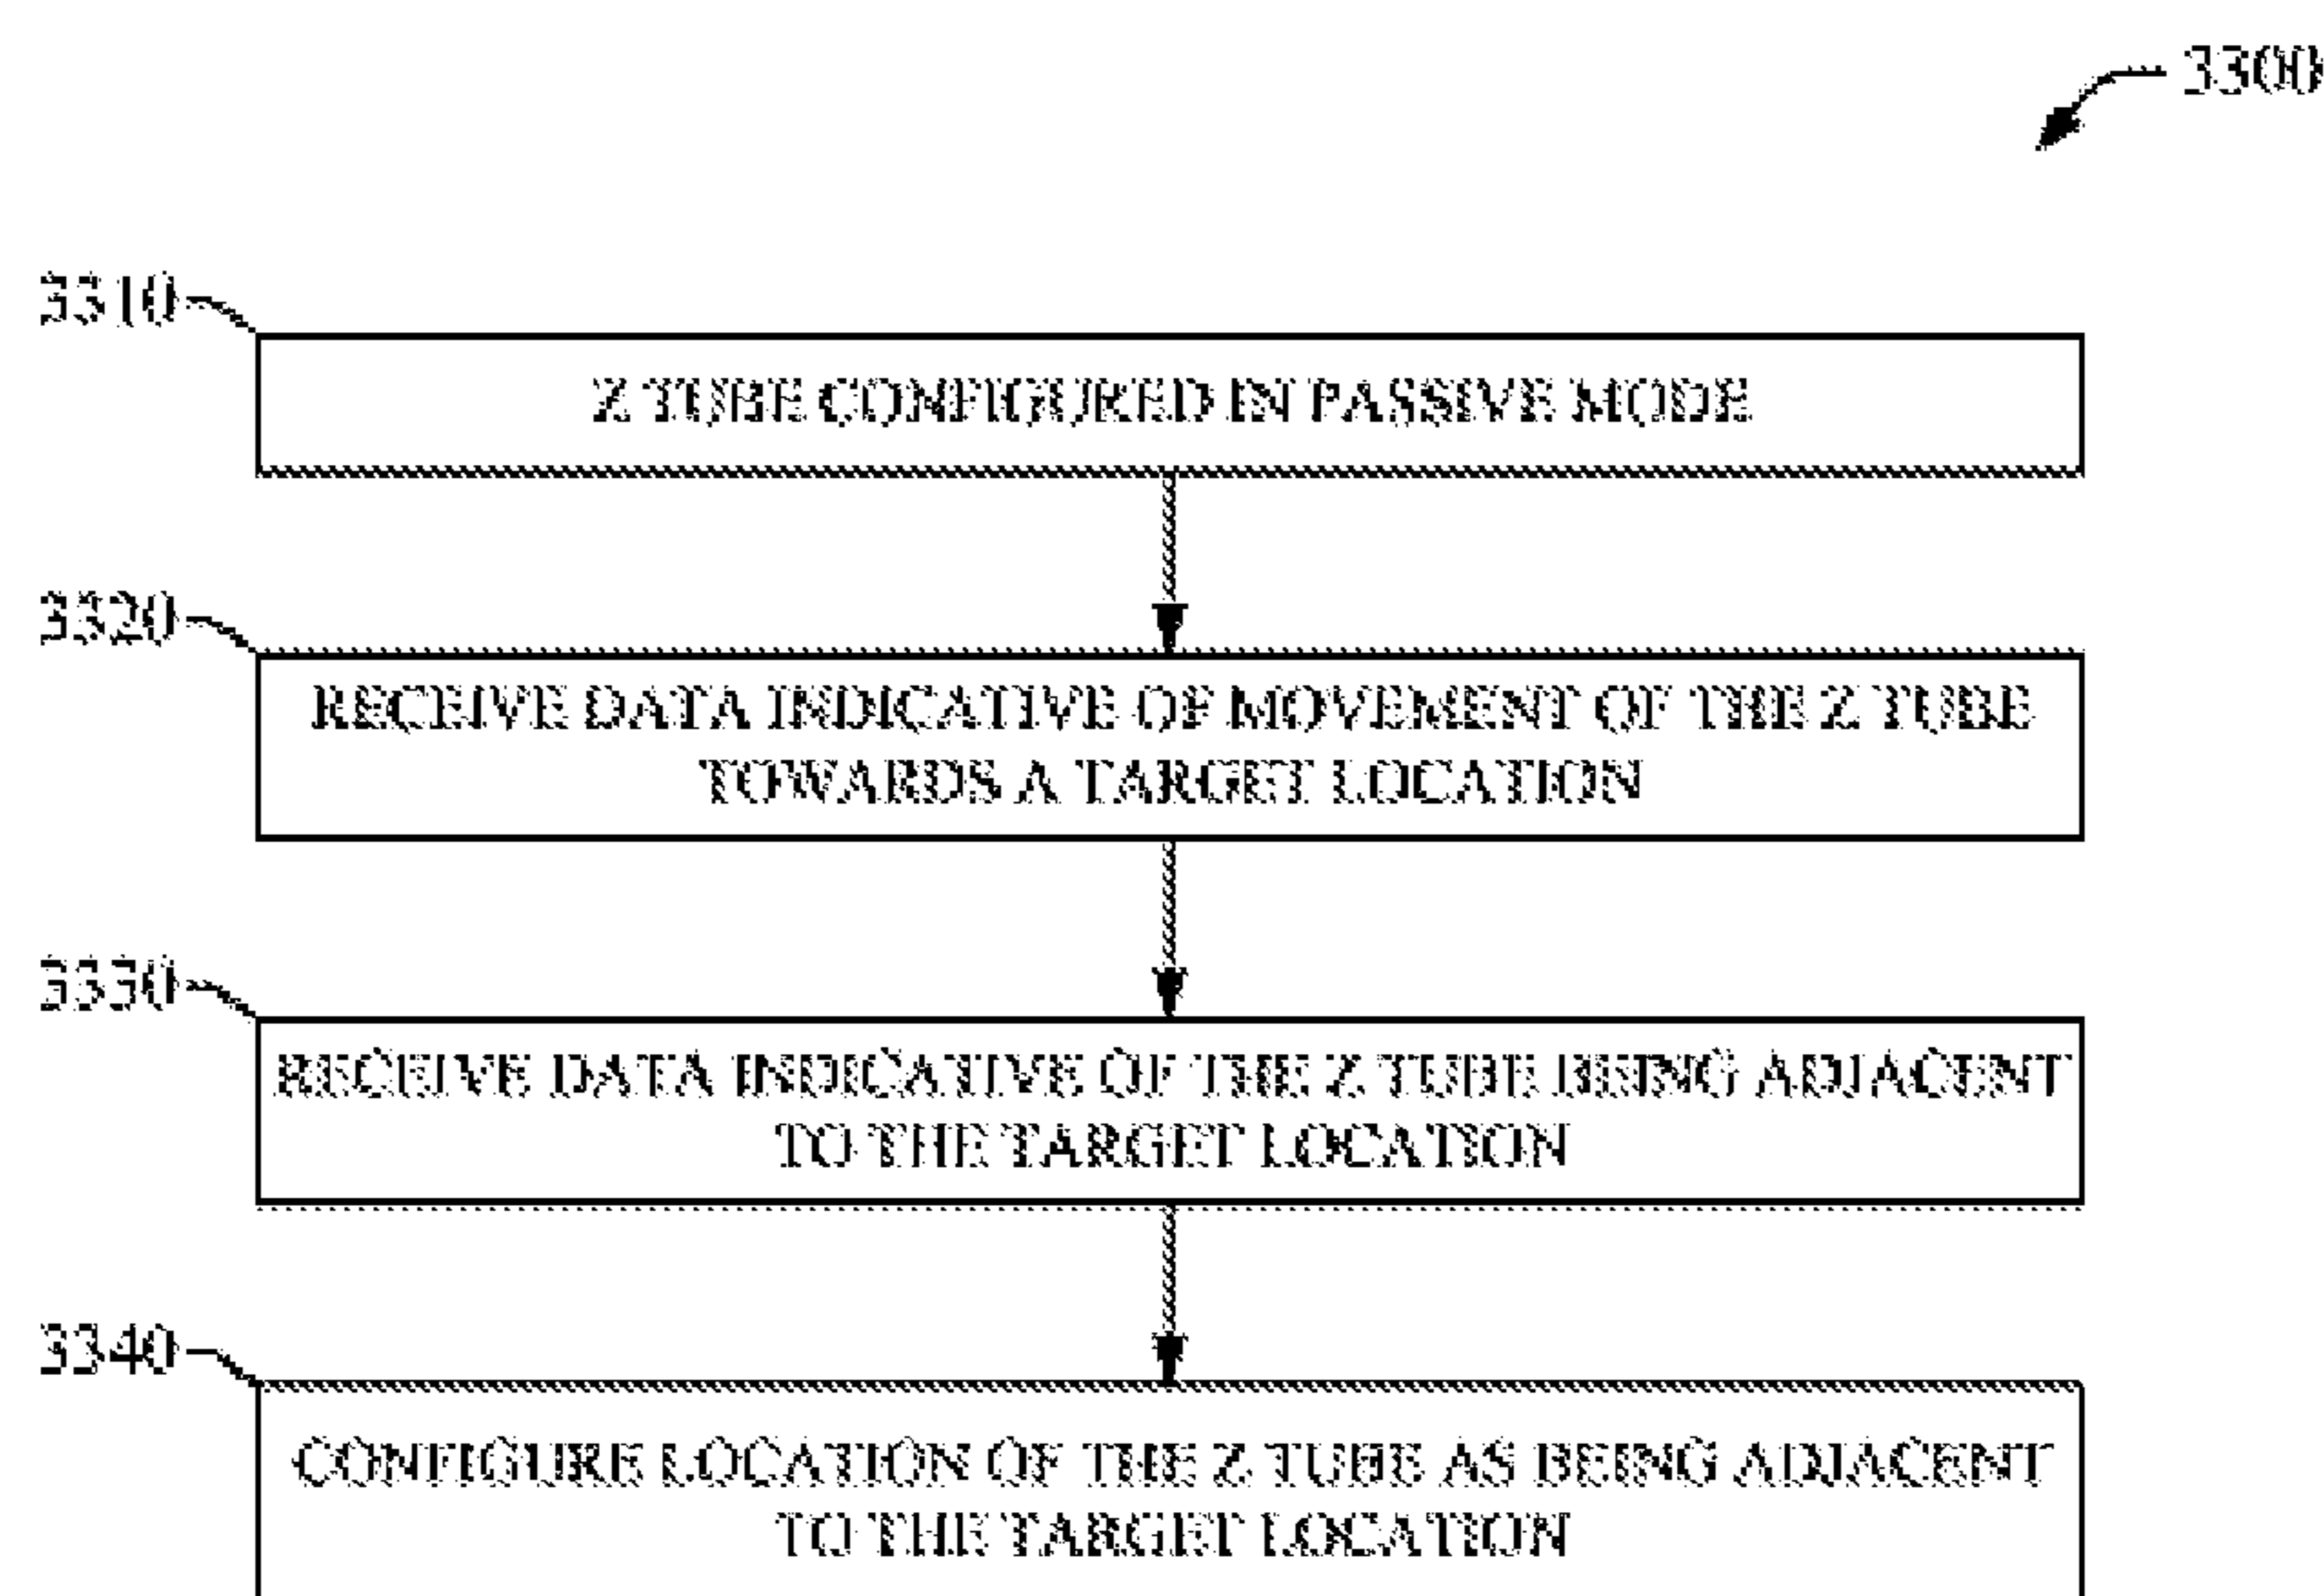 3300
3310
Z TUBE CONFIGURED IN PASSIVE MODE
3320
RECEIVE DATA INDICATIVE OF MOVEMENT OF THE Z TUBE
TOWARDS A TARGET LOCATION
3330
RECEIVE DATA INDICATIVE OF THE Z TUBE BEING ADJACENT
TO THE TARGET LOCATION
3340
CONFIGURE LOCATION OF THE Z TUBE AS BEING ADJACENT
TO THE TARGET LOCATION